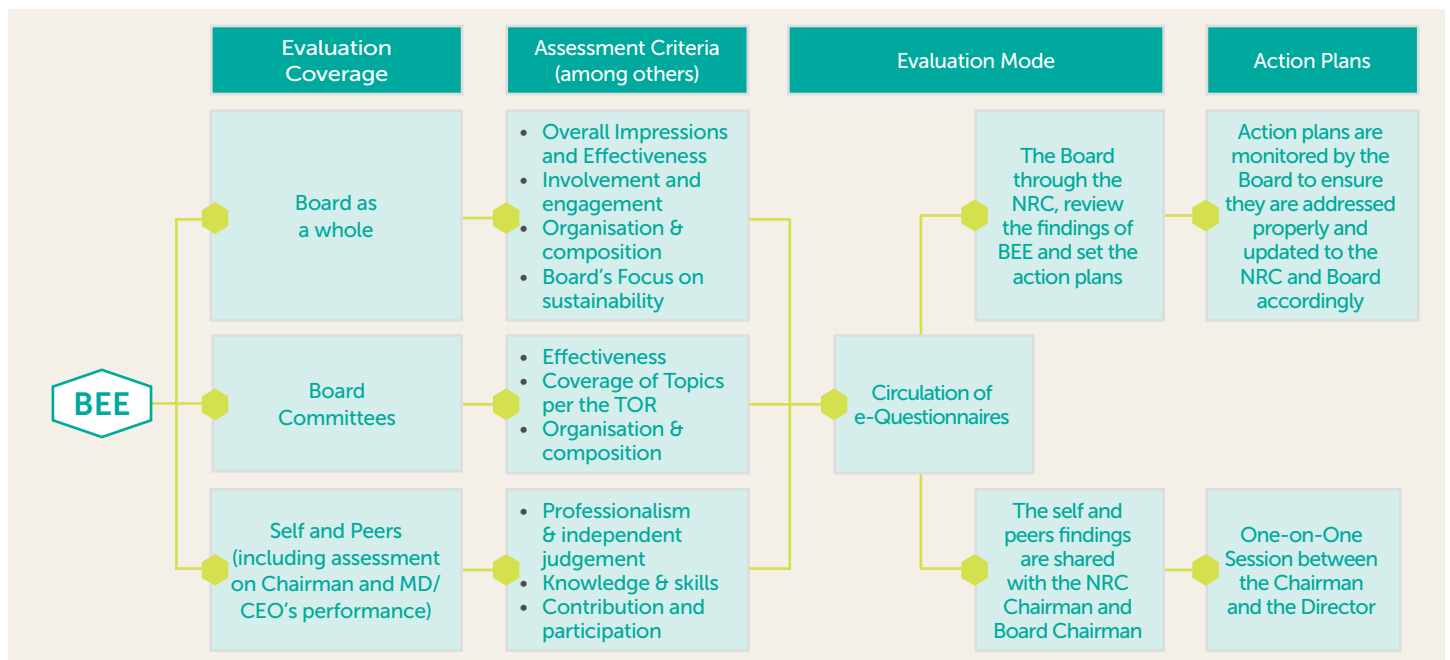 Evaluation
Coverage
Assessment Criteria
(among others)
Evaluation Mode
Action Plans
BEE
Board as
a whole
• Overall Impressions
and Effectiveness
• Involvement and
engagement
• Organisation &
composition
• Board's Focus on
sustainability
The Board
through the
NRC, review
the findings of
BEE and set the
action plans
Action plans are
monitored by the
Board to ensure
they are addressed
properly and
updated to the
NRC and Board
accordingly
Board
Committees
• Effectiveness
• Coverage of Topics
per the TOR
• Organisation &
composition
Circulation of
e-Questionnaires
Self and Peers
(including assessment
on Chairman and MD/
CEO's performance)
• Professionalism
& independent
judgement
• Knowledge & skills
• Contribution and
participation
The self and
peers findings
are shared
with the NRC
Chairman and
Board Chairman
One-on-One
Session between
the Chairman
and the Director